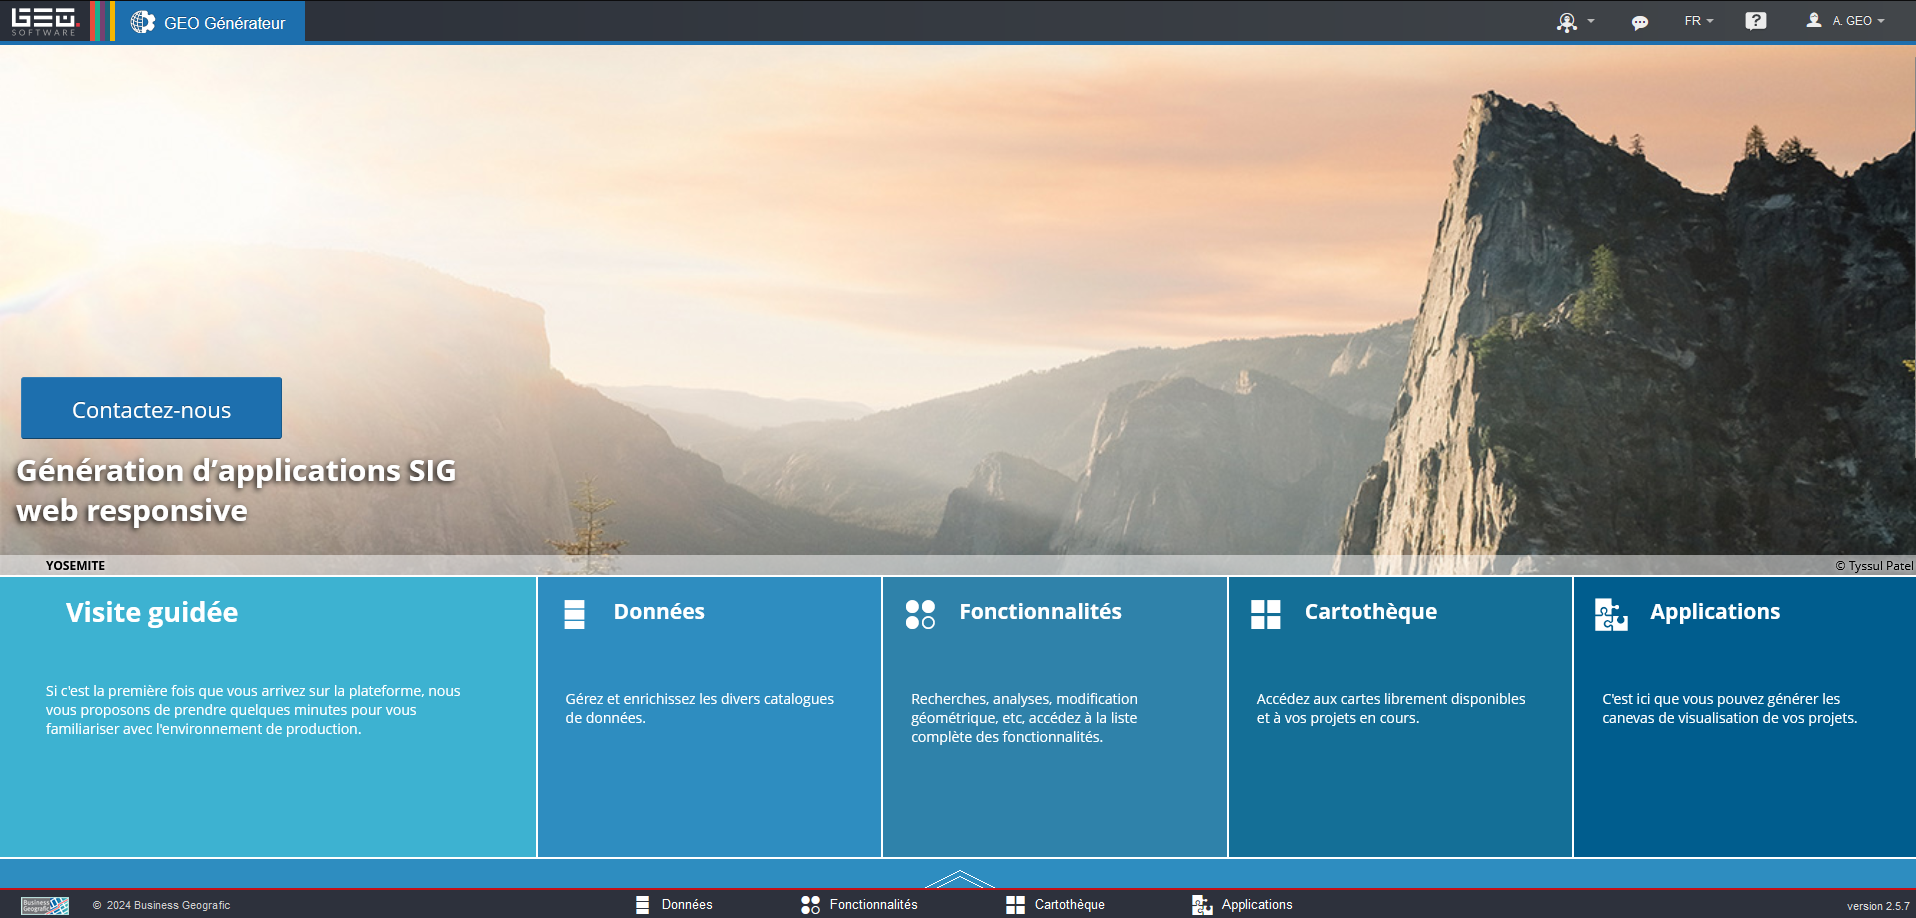 GEO
SOFTWARE
GEO Générateur
FR
?
A. GEO
Contactez-nous
Génération d’applications SIG
web responsive
YOSEMITE
© Tyssul Patel
Visite guidée
Si c'est la première fois que vous arrivez sur la plateforme, nous
vous proposons de prendre quelques minutes pour vous
familiariser avec l'environnement de production.
Données
Gérez et enrichissez les divers catalogues
de données.
Fonctionnalités
Recherches, analyses, modification
géométrique, etc, accédez à la liste
complète des fonctionnalités.
Cartothèque
Accédez aux cartes librement disponibles
et à vos projets en cours.
Applications
C'est ici que vous pouvez générer les
canevas de visualisation de vos projets.
Business
Geografic
© 2024 Business Geografic
Données
Fonctionnalités
Cartothèque
Applications
version 2.5.7